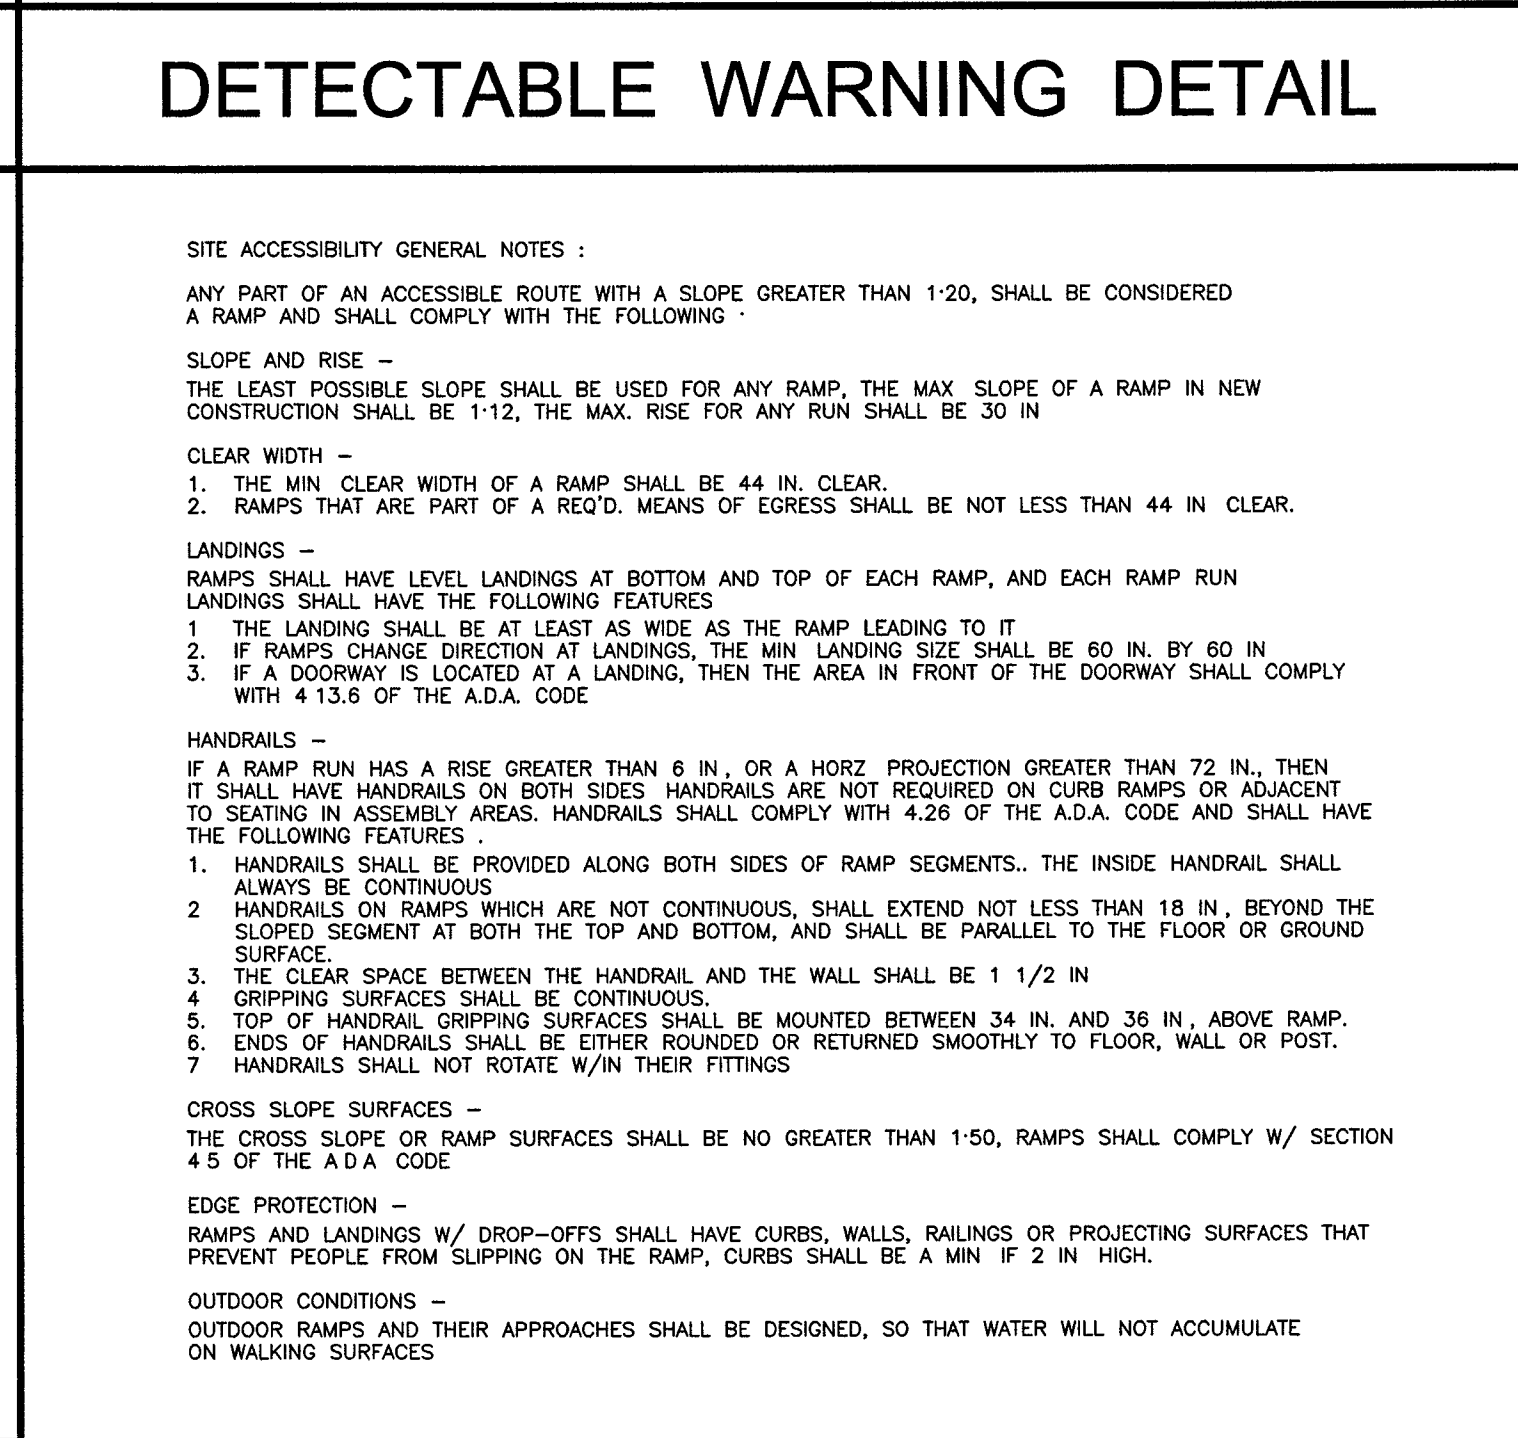 DETECTABLE WARNING DETAIL
SITE ACCESSIBILITY GENERAL NOTES :
ANY PART OF AN ACCESSIBLE ROUTE WITH A SLOPE GREATER THAN 1·20, SHALL BE CONSIDERED
A RAMP AND SHALL COMPLY WITH THE FOLLOWING ·
SLOPE AND RISE –
THE LEAST POSSIBLE SLOPE SHALL BE USED FOR ANY RAMP, THE MAX SLOPE OF A RAMP IN NEW
CONSTRUCTION SHALL BE 1·12, THE MAX. RISE FOR ANY RUN SHALL BE 30 IN
CLEAR WIDTH –
1. THE MIN CLEAR WIDTH OF A RAMP SHALL BE 44 IN. CLEAR.
2. RAMPS THAT ARE PART OF A REQ'D. MEANS OF EGRESS SHALL BE NOT LESS THAN 44 IN CLEAR.
LANDINGS –
RAMPS SHALL HAVE LEVEL LANDINGS AT BOTTOM AND TOP OF EACH RAMP, AND EACH RAMP RUN
LANDINGS SHALL HAVE THE FOLLOWING FEATURES
1 THE LANDING SHALL BE AT LEAST AS WIDE AS THE RAMP LEADING TO IT
2. IF RAMPS CHANGE DIRECTION AT LANDINGS, THE MIN LANDING SIZE SHALL BE 60 IN. BY 60 IN
3. IF A DOORWAY IS LOCATED AT A LANDING, THEN THE AREA IN FRONT OF THE DOORWAY SHALL COMPLY
WITH 4 13.6 OF THE A.D.A. CODE
HANDRAILS –
IF A RAMP RUN HAS A RISE GREATER THAN 6 IN , OR A HORZ PROJECTION GREATER THAN 72 IN., THEN
IT SHALL HAVE HANDRAILS ON BOTH SIDES HANDRAILS ARE NOT REQUIRED ON CURB RAMPS OR ADJACENT
TO SEATING IN ASSEMBLY AREAS. HANDRAILS SHALL COMPLY WITH 4.26 OF THE A.D.A. CODE AND SHALL HAVE
THE FOLLOWING FEATURES .
1. HANDRAILS SHALL BE PROVIDED ALONG BOTH SIDES OF RAMP SEGMENTS.. THE INSIDE HANDRAIL SHALL
ALWAYS BE CONTINUOUS
2 HANDRAILS ON RAMPS WHICH ARE NOT CONTINUOUS, SHALL EXTEND NOT LESS THAN 18 IN , BEYOND THE
SLOPED SEGMENT AT BOTH THE TOP AND BOTTOM, AND SHALL BE PARALLEL TO THE FLOOR OR GROUND
SURFACE.
3. THE CLEAR SPACE BETWEEN THE HANDRAIL AND THE WALL SHALL BE 1 1/2 IN
4 GRIPPING SURFACES SHALL BE CONTINUOUS.
5. TOP OF HANDRAIL GRIPPING SURFACES SHALL BE MOUNTED BETWEEN 34 IN. AND 36 IN , ABOVE RAMP.
6. ENDS OF HANDRAILS SHALL BE EITHER ROUNDED OR RETURNED SMOOTHLY TO FLOOR, WALL OR POST.
7 HANDRAILS SHALL NOT ROTATE W/IN THEIR FITTINGS
CROSS SLOPE SURFACES –
THE CROSS SLOPE OR RAMP SURFACES SHALL BE NO GREATER THAN 1·50, RAMPS SHALL COMPLY W/ SECTION
4 5 OF THE A D A CODE
EDGE PROTECTION –
RAMPS AND LANDINGS W/ DROP–OFFS SHALL HAVE CURBS, WALLS, RAILINGS OR PROJECTING SURFACES THAT
PREVENT PEOPLE FROM SLIPPING ON THE RAMP, CURBS SHALL BE A MIN IF 2 IN HIGH.
OUTDOOR CONDITIONS –
OUTDOOR RAMPS AND THEIR APPROACHES SHALL BE DESIGNED, SO THAT WATER WILL NOT ACCUMULATE
ON WALKING SURFACES